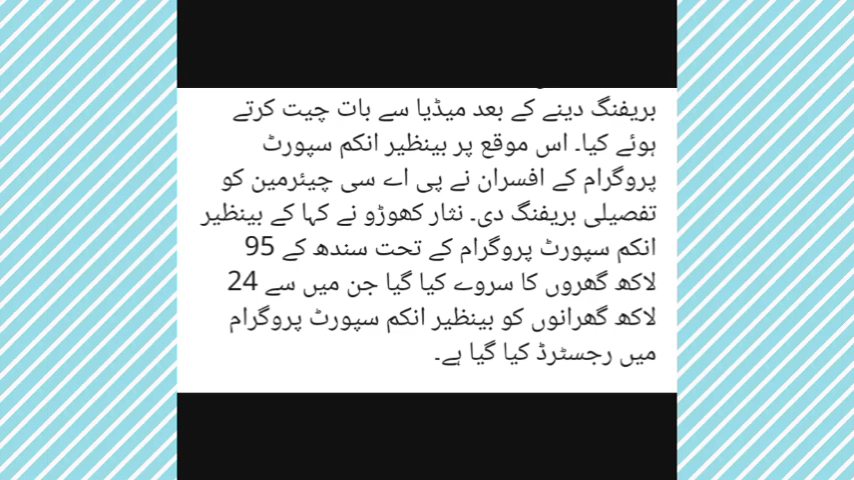 بریفنگ دینے کے بعد میڈیا سے بات چیت کرتے
ہوئے کیا۔ اس موقع پر بینظیر انکم سپورٹ
پروگرام کے افسران نے پی اے سی چیئرمین کو
تفصیلی بریفنگ دی۔ نثار کھوڑو نے کہا کے بینظیر
انکم سپورٹ پروگرام کے تحت سندھ کے 95
لاکھ گھروں کا سروے کیا گیا جن میں سے 24
لاکھ گھرانوں کو بینظیر انکم سپورٹ پروگرام
میں رجسٹرڈ کیا گیا ہے۔